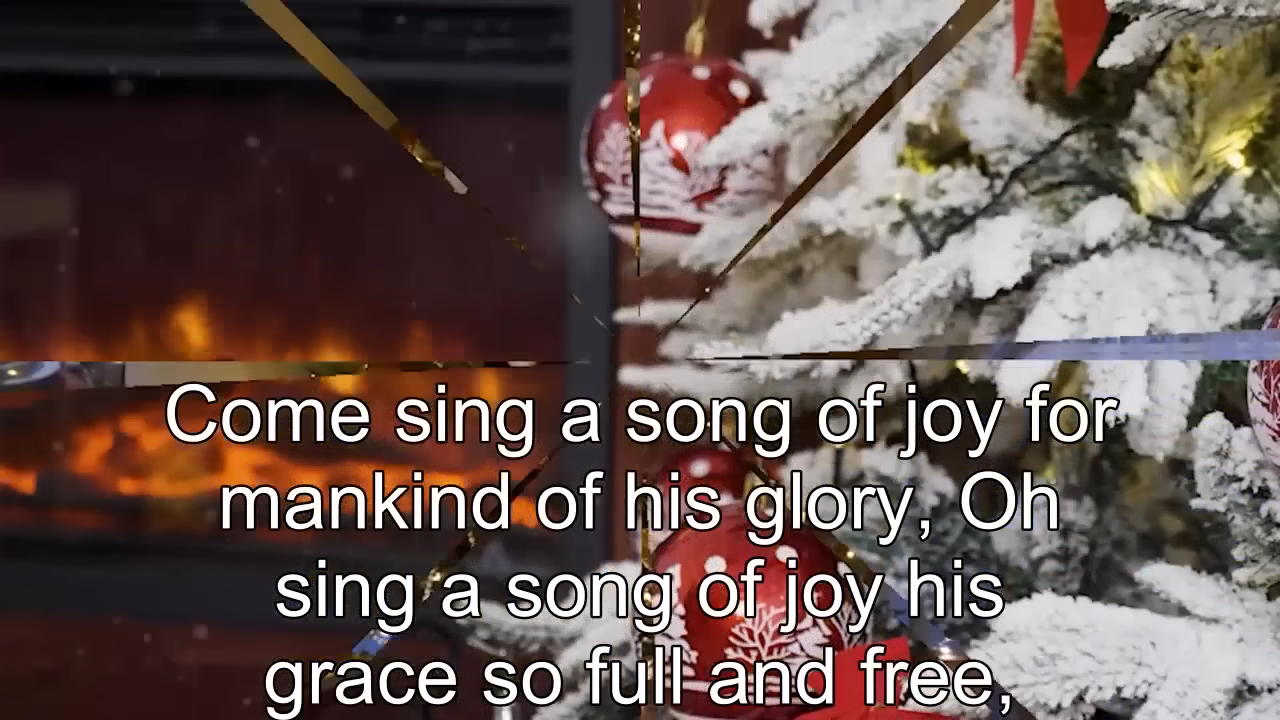 Come sing a song of joy for
mankind of his glory, Oh
sing a song of joy his
grace so full and free,